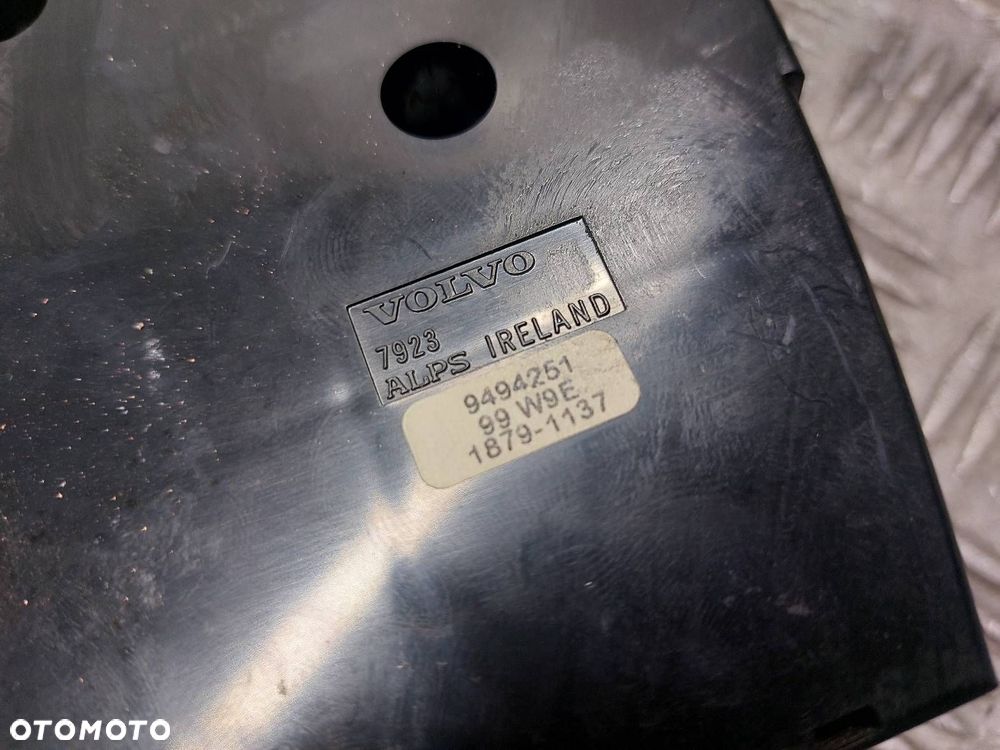 VOLVO
7923
ALPS IRELAND
9494251
99 W9E
1879-1137
OTOMOTO